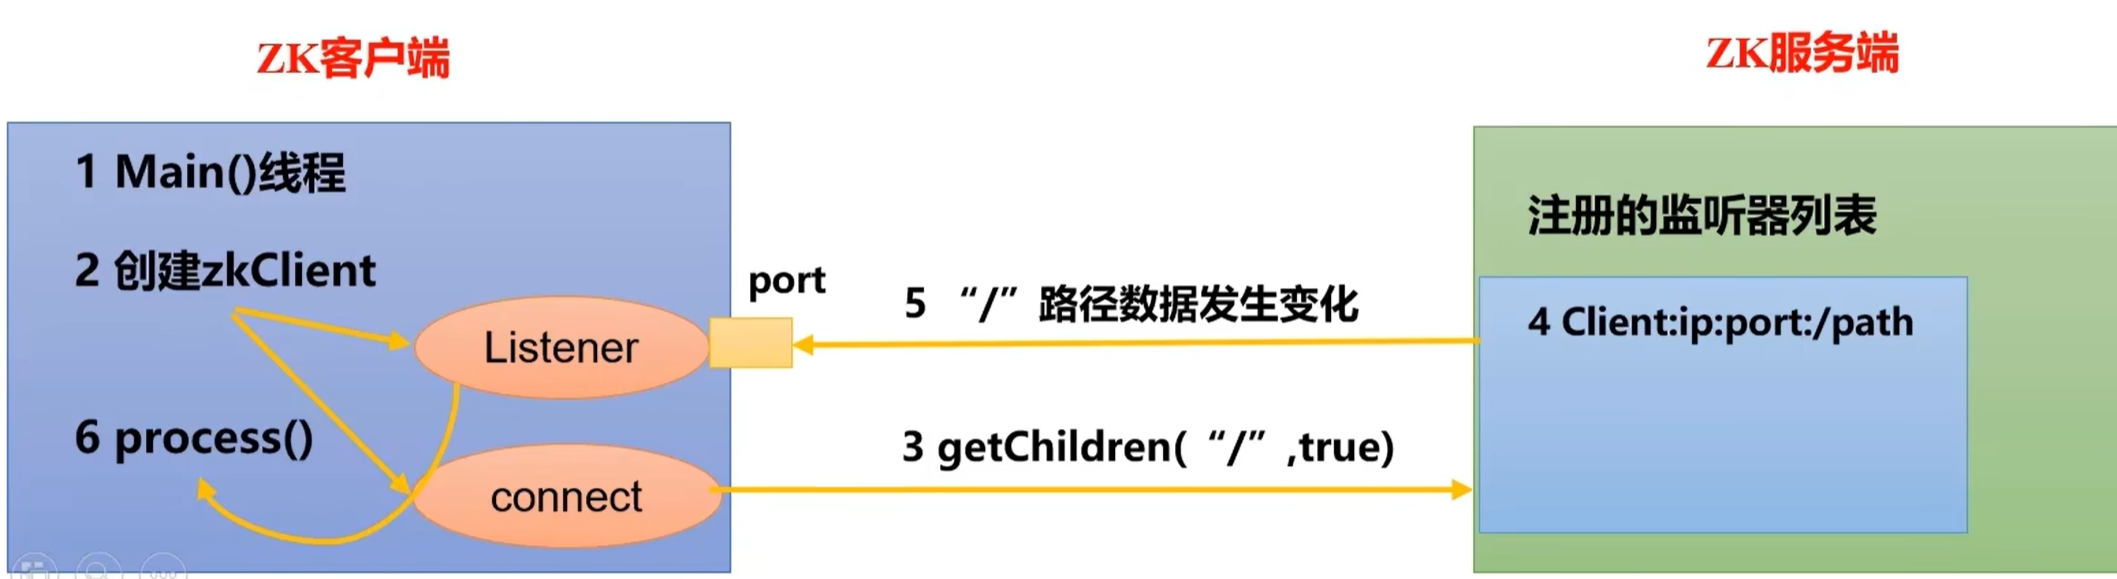 ZK客户端
ZK服务端
1 Main()线程
2 创建zkClient
Listener
port
6 process()
connect
5 “/”路径数据发生变化
3 getChildren(“/”,true)
注册的监听器列表
4 Client:ip:port:/path